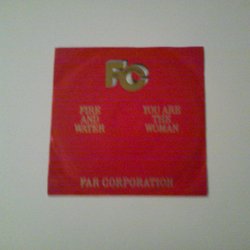 FC
FIRE
AND
WATER
YOU ARE
THE
WOMAN
FAR CORPORATION